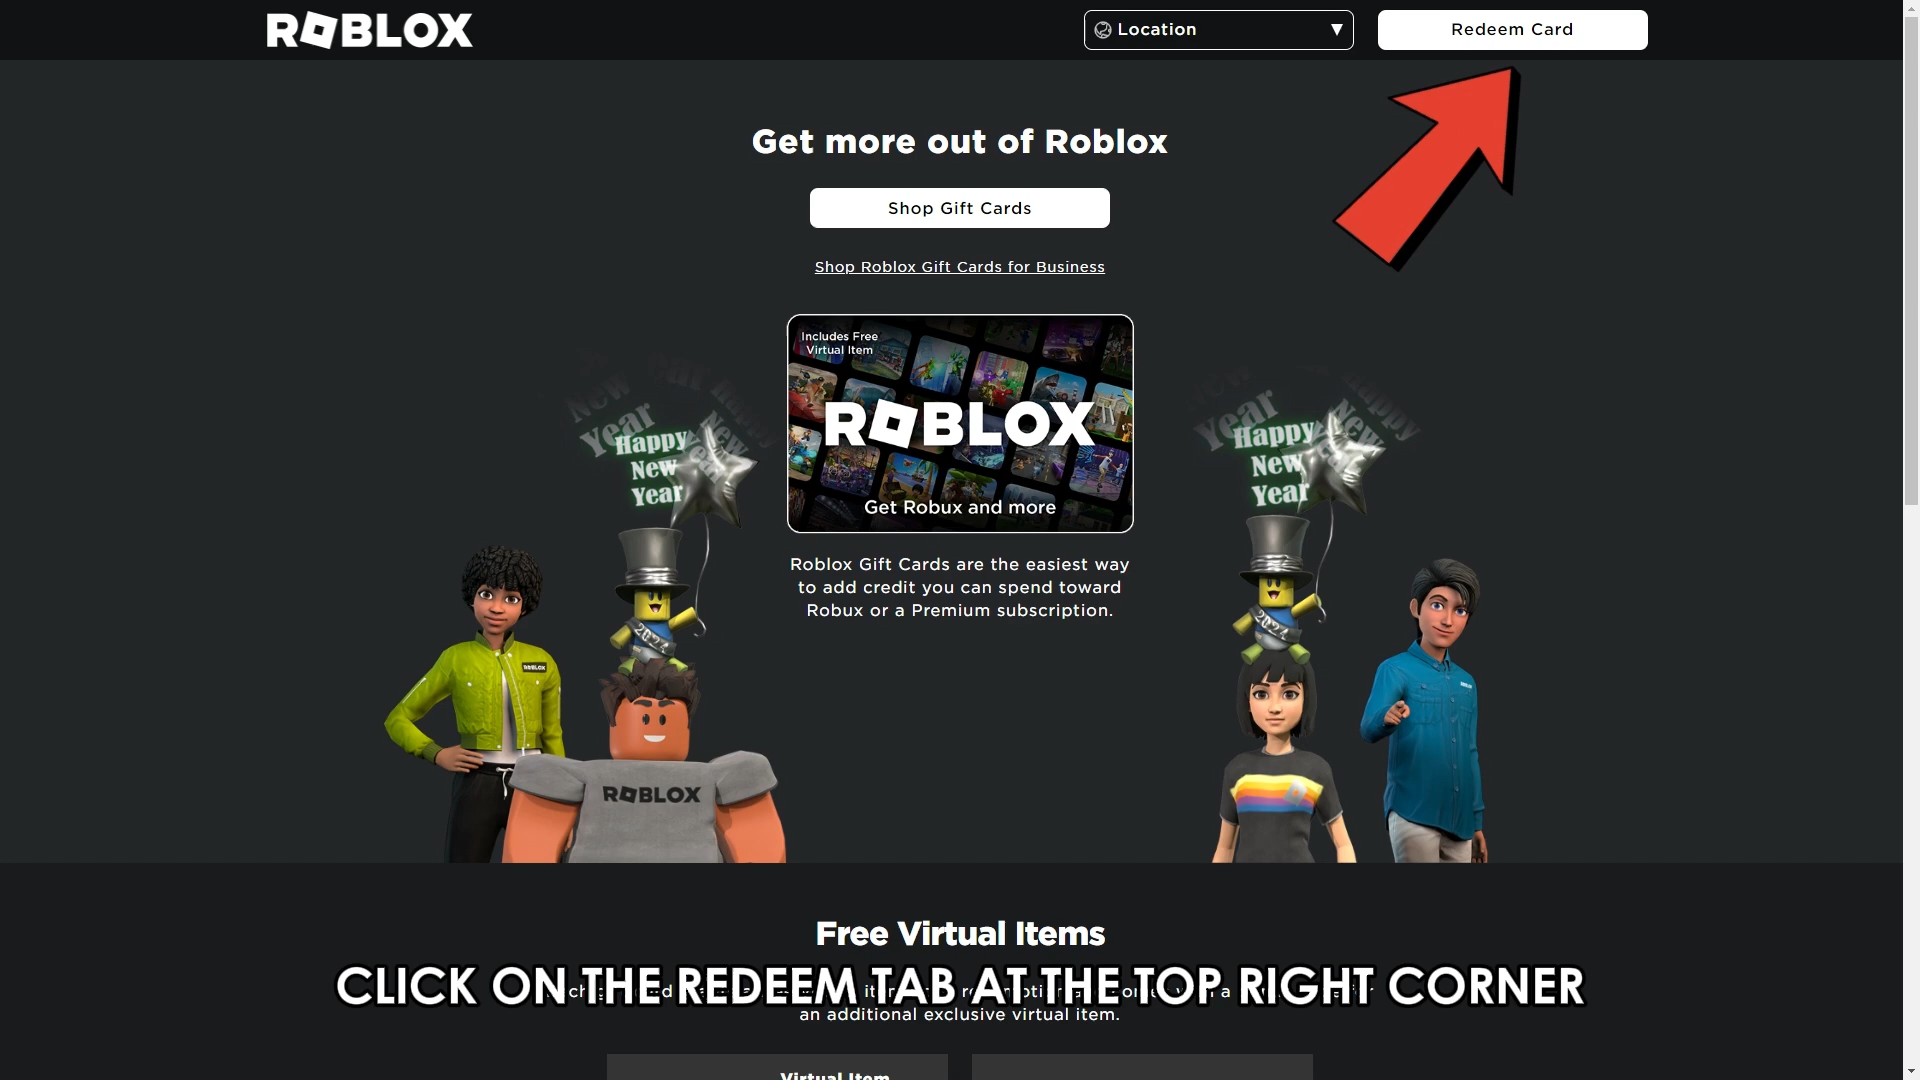 ROBLOX
Location
Redeem Card
Get more out of Roblox
Shop Gift Cards
Shop Roblox Gift Cards for Business
Includes Free
Virtual Item
ROBLOX
Get Robux and more
Roblox Gift Cards are the easiest way
to add credit you can spend toward
Robux or a Premium subscription.
Happy
New
Year
Happy
New
Year
2024
2024
ROBLOX
ROBLOX
Free Virtual Items
CLICK ON THE REDEEM TAB AT THE TOP RIGHT CORNER
an additional exclusive virtual item.
Virtual Item